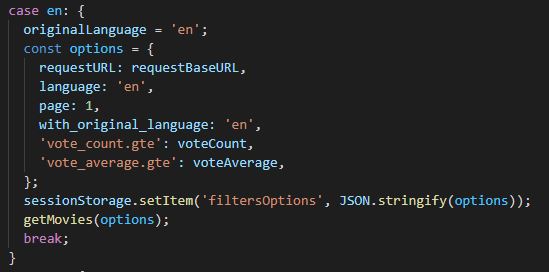 case en: {
originalLanguage = 'en';
const options = {
requestURL: requestBaseURL,
language: 'en',
page: 1,
with_original_language: 'en',
'vote_count.gte': voteCount,
'vote_average.gte': voteAverage,
};
sessionStorage.setItem('filtersOptions', JSON.stringify(options));
getMovies(options);
break;
}